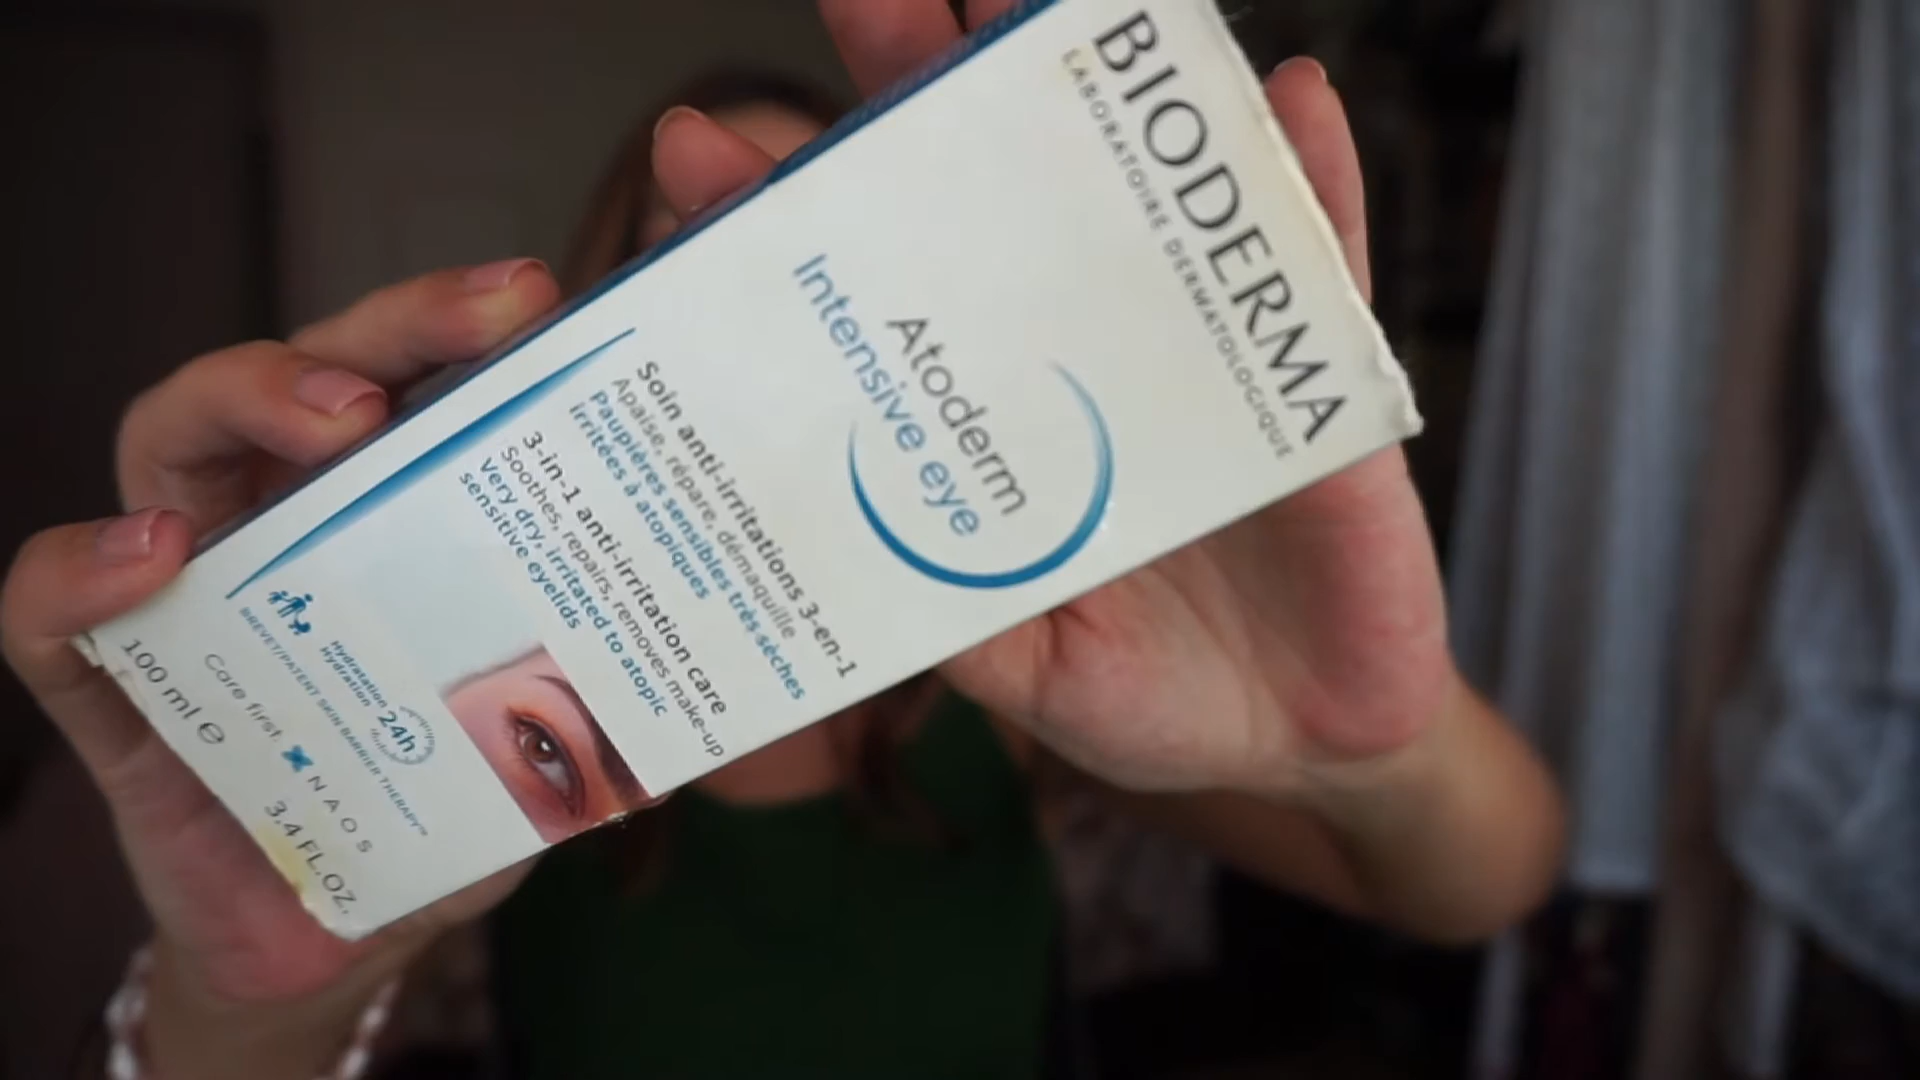 BIODERMA
LABORATOIRE DERMATOLOGIQUE
Atoderm
Intensive eye
Soin anti-irritations 3-en-1
Apaise, répare, démaquille
Paupières sensibles très sèches
irritées à atopiques
3-in-1 anti-irritation care
Soothes, repairs, removes make-up
Very dry, irritated to atopic
sensitive eyelids
Hydratation
Hydration
24h
BREVET/PATENT SKIN BARRIER THERAPY™
Care first.
NAOS
100 ml ℮
3.4 FL.OZ.